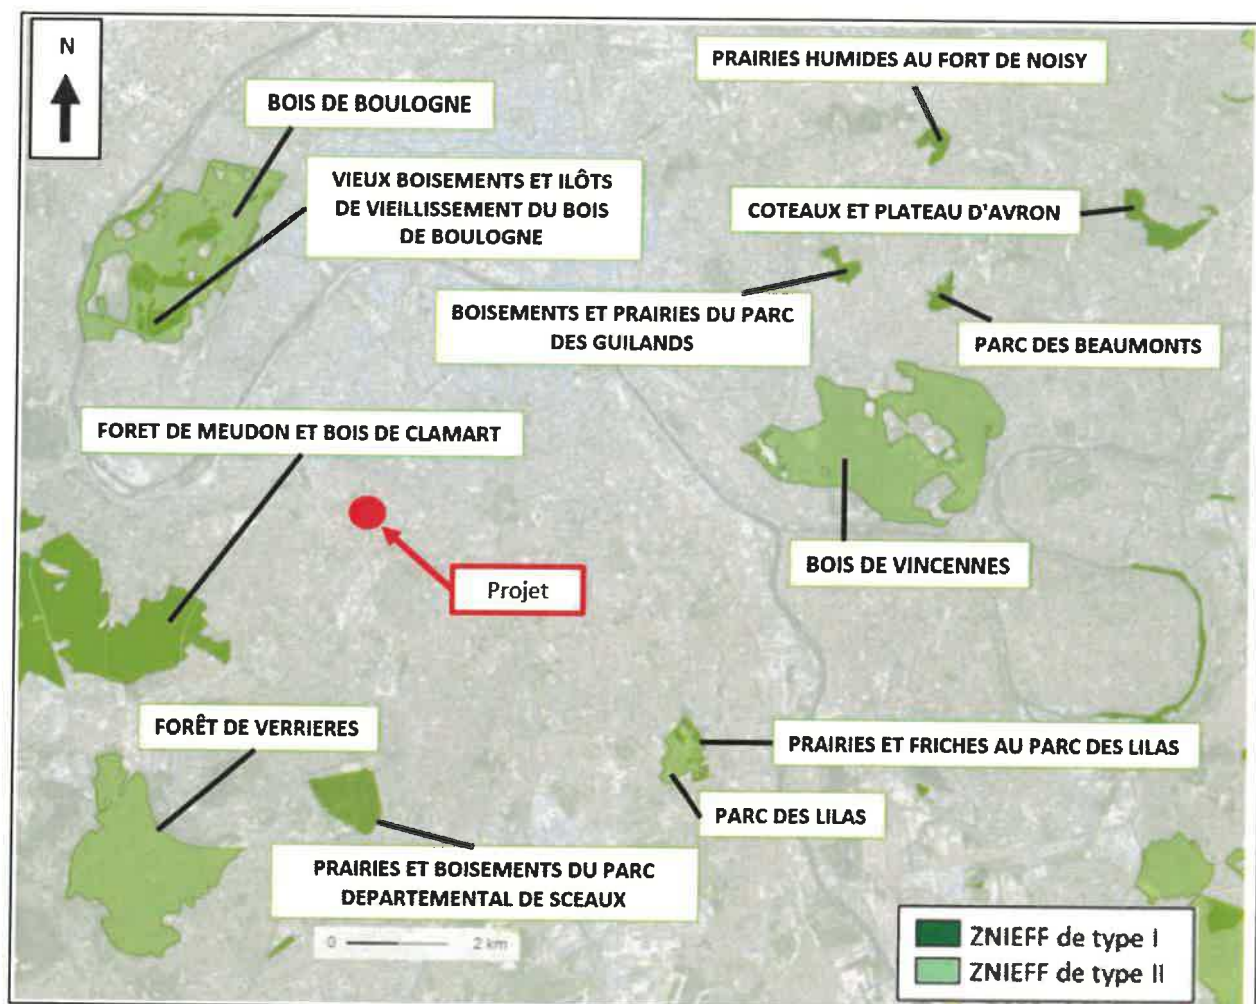 N
PRAIRIES HUMIDES AU FORT DE NOISY
BOIS DE BOULOGNE
VIEUX BOISEMENTS ET ILÔTS
DE VIEILLISSEMENT DU BOIS
DE BOULOGNE
COTEAUX ET PLATEAU D'AVRON
BOISEMENTS ET PRAIRIES DU PARC
DES GUILANDS
PARC DES BEAUMONTS
FORET DE MEUDON ET BOIS DE CLAMART
BOIS DE VINCENNES
Projet
FORÊT DE VERRIERES
PRAIRIES ET FRICHES AU PARC DES LILAS
PARC DES LILAS
PRAIRIES ET BOISEMENTS DU PARC
DEPARTEMENTAL DE SCEAUX
0 2 km
ZNIEFF de type I
ZNIEFF de type II